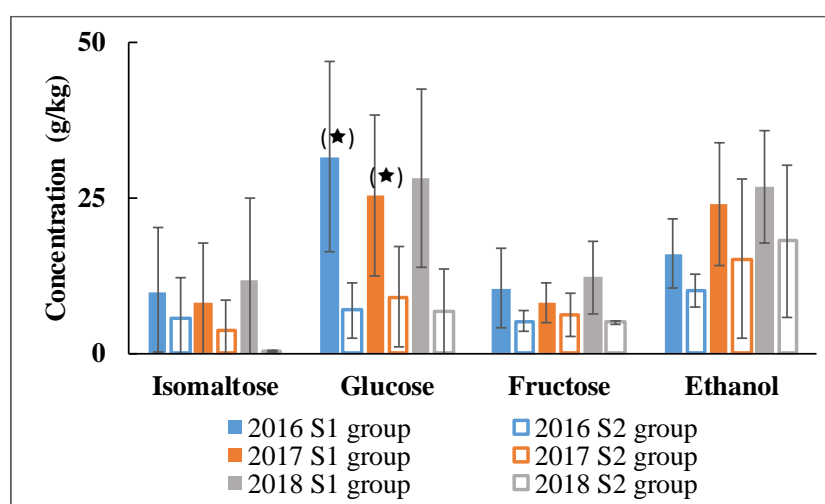 50
(★)
(★)
25
0
Concentration (g/kg)
Isomaltose Glucose Fructose Ethanol
2016 S1 group 2016 S2 group
2017 S1 group 2017 S2 group
2018 S1 group 2018 S2 group